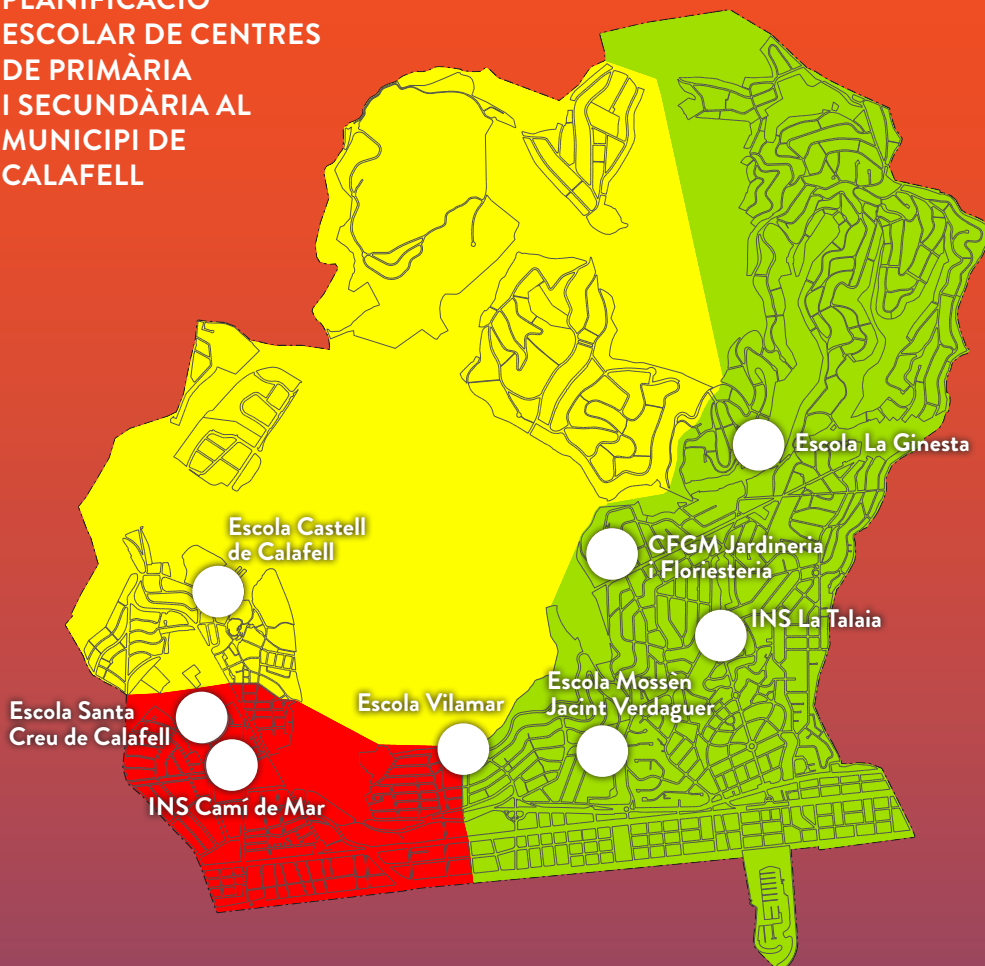 PLANIFICACIÓ
ESCOLAR DE CENTRES
DE PRIMÀRIA
I SECUNDÀRIA AL
MUNICIPI DE
CALAFELL
Escola La Ginesta
Escola Castell
de Calafell
CFGM Jardineria
i Floriesteria
INS La Talaia
Escola Mossèn
Jacint Verdaguer
Escola Vilamar
Escola Santa
Creu de Calafell
INS Camí de Mar